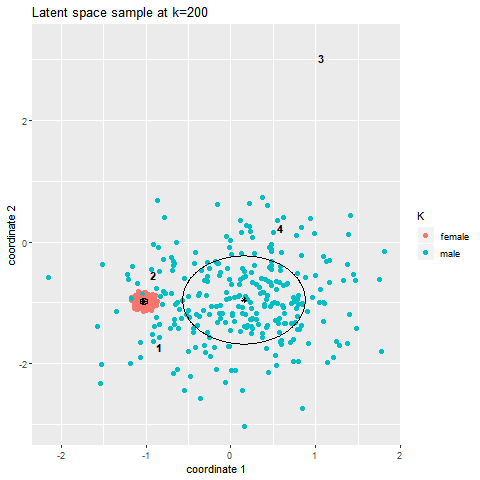 Latent space sample at k=200
3
2
4
0
2
1
-2
-2
-1
0
1
2
coordinate 1
coordinate 2
K
female
male